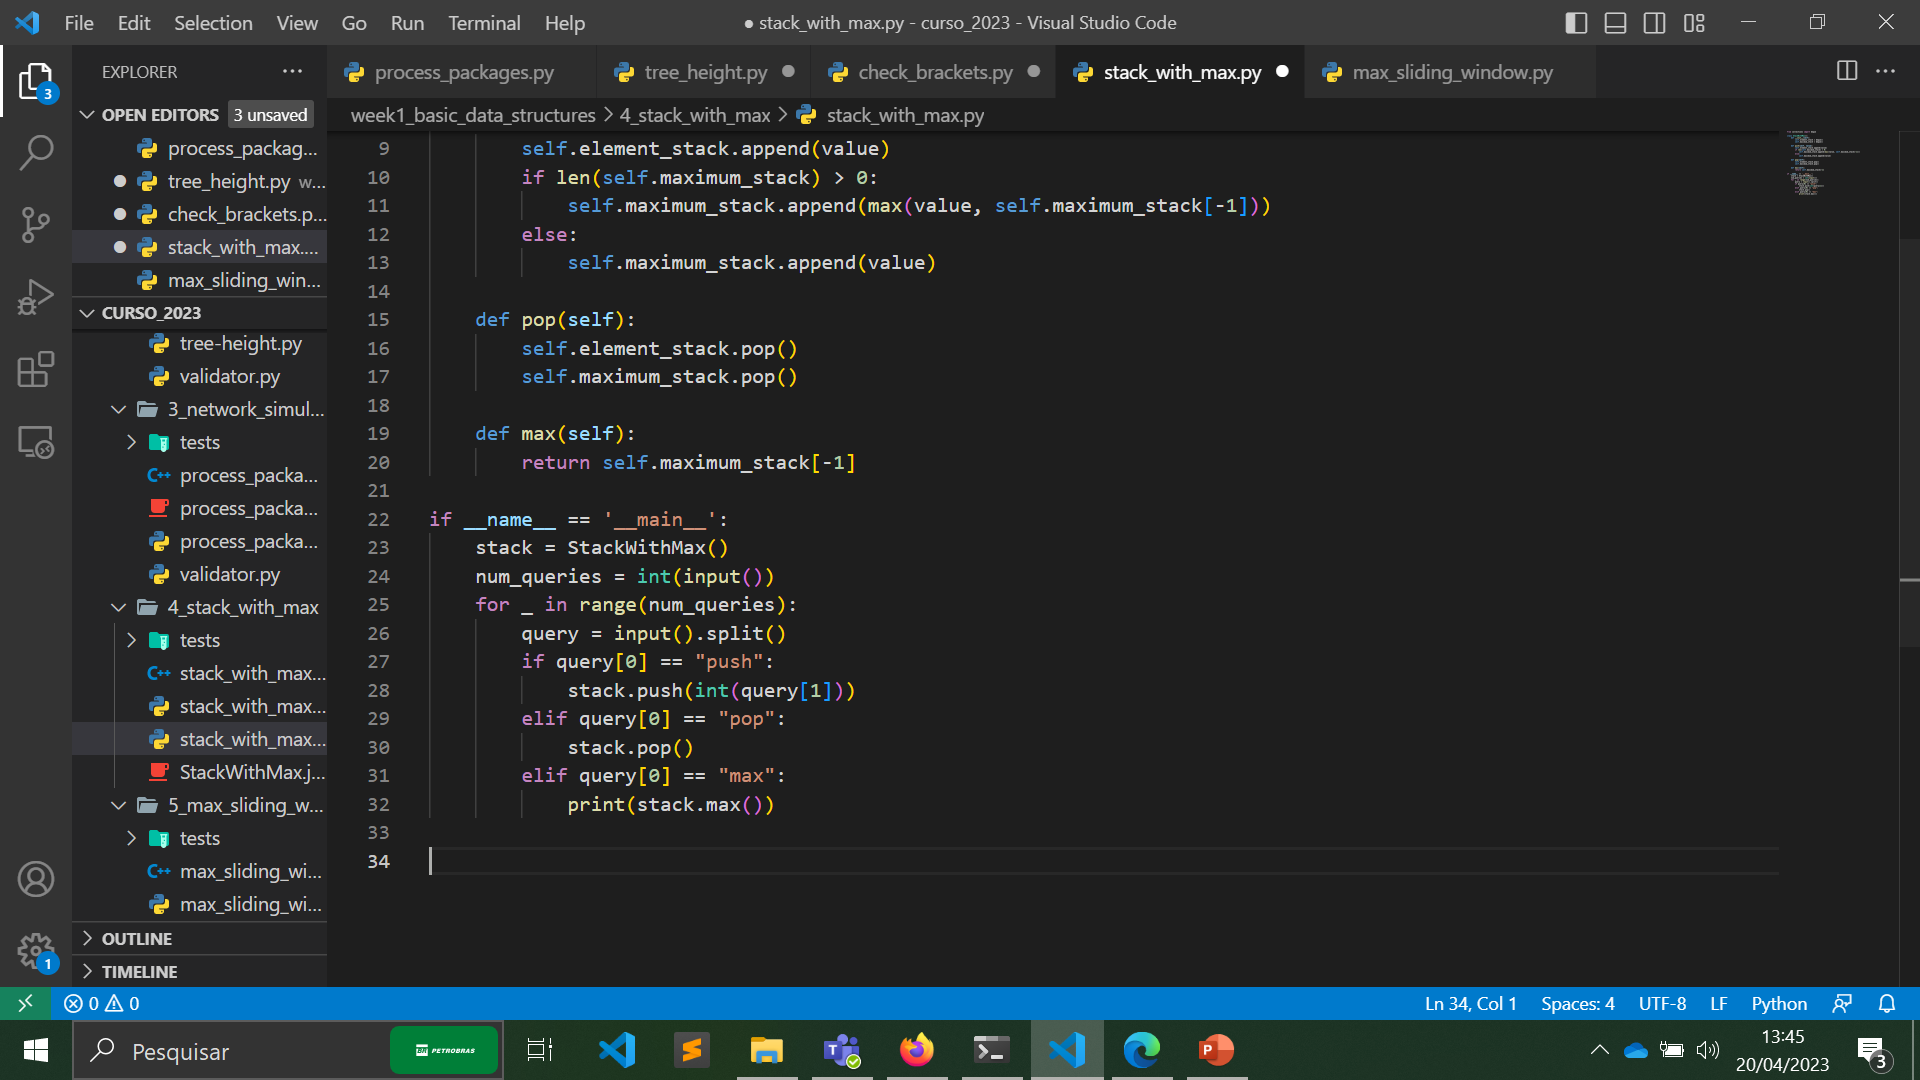 File Edit Selection View Go Run Terminal Help
● stack_with_max.py - curso_2023 - Visual Studio Code
EXPLORER ···
3
process_packages.py tree_height.py check_brackets.py stack_with_max.py max_sliding_window.py
week1_basic_data_structures > 4_stack_with_max > stack_with_max.py
OPEN EDITORS 3 unsaved
process_packag...
tree_height.py w...
check_brackets.p...
stack_with_max....
max_sliding_win...
CURSO_2023
tree-height.py
validator.py
3_network_simul...
tests
process_packa...
process_packa...
process_packa...
validator.py
4_stack_with_max
tests
stack_with_max...
stack_with_max...
stack_with_max...
StackWithMax.j...
5_max_sliding_w...
tests
max_sliding_wi...
max_sliding_wi...
OUTLINE
TIMELINE
1
9 self.element_stack.append(value)
10 if len(self.maximum_stack) > 0:
11 self.maximum_stack.append(max(value, self.maximum_stack[-1]))
12 else:
13 self.maximum_stack.append(value)
14
15 def pop(self):
16 self.element_stack.pop()
17 self.maximum_stack.pop()
18
19 def max(self):
20 return self.maximum_stack[-1]
21
22 if __name__ == '__main__':
23 stack = StackWithMax()
24 num_queries = int(input())
25 for _ in range(num_queries):
26 query = input().split()
27 if query[0] == "push":
28 stack.push(int(query[1]))
29 elif query[0] == "pop":
30 stack.pop()
31 elif query[0] == "max":
32 print(stack.max())
33
34
0 0
Ln 34, Col 1 Spaces: 4 UTF-8 LF Python
Pesquisar
BR PETROBRAS
13:45
20/04/2023
3